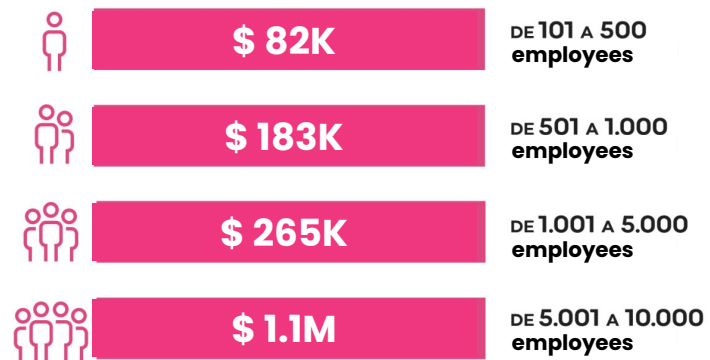 $ 82K
DE 101 A 500
employees
$ 183K
DE 501 A 1.000
employees
$ 265K
DE 1.001 A 5.000
employees
$ 1.1M
DE 5.001 A 10.000
employees